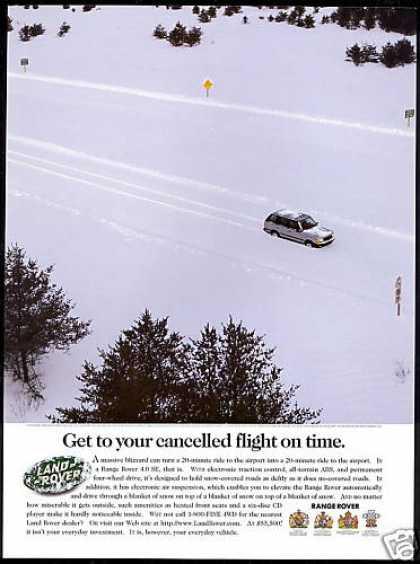 Get to your cancelled flight on time.
LAND
ROVER
A massive blizzard can turn a 20-minute ride to the airport into a 20-minute ride to the airport. In
a Range Rover 4.0 SE, that is. With electronic traction control, all-terrain ABS, and permanent
four-wheel drive, it's designed to hold snow-covered roads as deftly as it does no-covered roads. In
addition, it has electronic air suspension, which enables you to elevate the Range Rover automatically
and drive through a blanket of snow on top of a blanket of snow on top of a blanket of snow. And no matter
how miserable it gets outside, such amenities as heated front seats and a six-disc CD
player make it hardly noticeable inside. Why not call 1-800-FINE 4WD for the nearest
Land Rover dealer? Or visit our Web site at http://www.LandRover.com. At $55,500,
it isn't your everyday investment. It is, however, your everyday vehicle.
RANGE ROVER